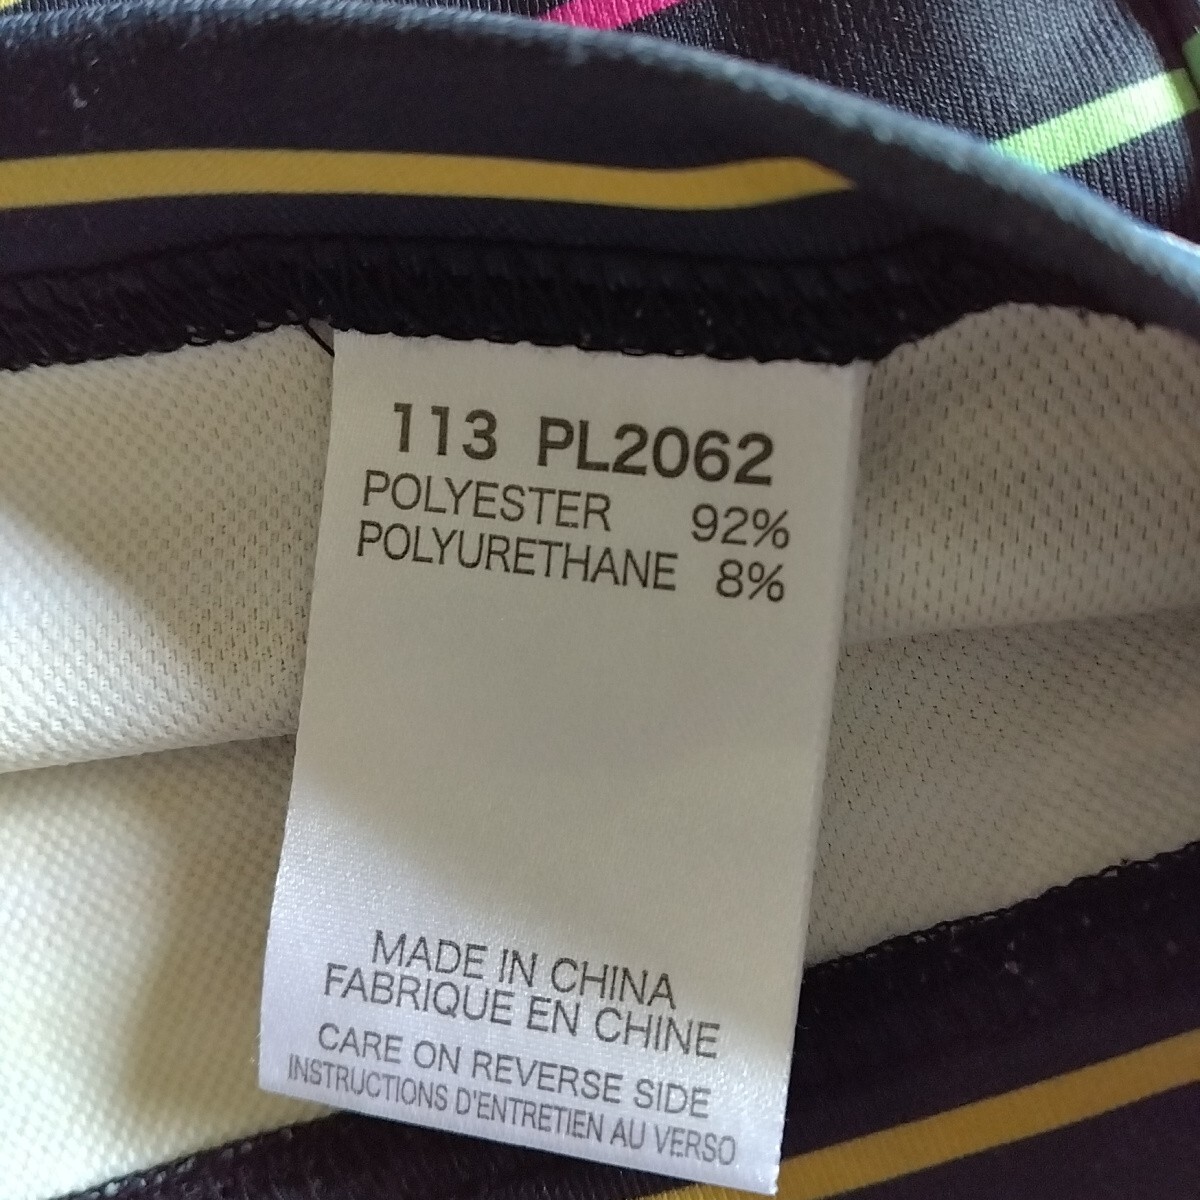 113 PL2062
POLYESTER 92%
POLYURETHANE 8%
MADE IN CHINA
FABRIQUE EN CHINE
CARE ON REVERSE SIDE
INSTRUCTIONS D'ENTRETIEN AU VERSO